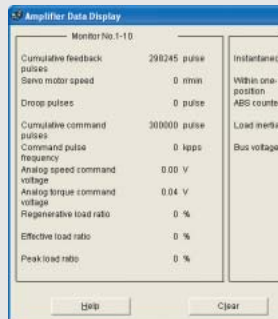 Amplifier Data Display
Monitor No.1-10
Cumulative feedback pulses 298245 pulse
Servo motor speed 0 r/min
Droop pulses 0 pulse
Cumulative command pulses 300000 pulse
Command pulse frequency 0 kpps
Analog speed command voltage 0.00 V
Analog torque command voltage 0.04 V
Regenerative load ratio 0 %
Effective load ratio 0 %
Peak load ratio 0 %
Instantaneo
Within one-
position
ABS counte
Load inertia
Bus voltage
Help
Clear